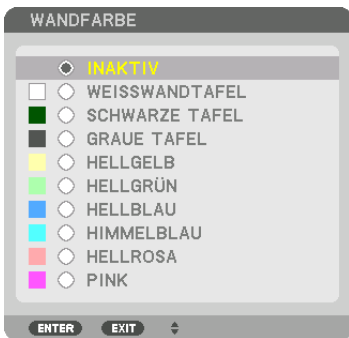 WANDFARBE
INAKTIV
WEISSWANDTAFEL
SCHWARZE TAFEL
GRAUE TAFEL
HELLGELB
HELLGRÜN
HELLBLAU
HIMMELBLAU
HELLROSA
PINK
ENTER EXIT